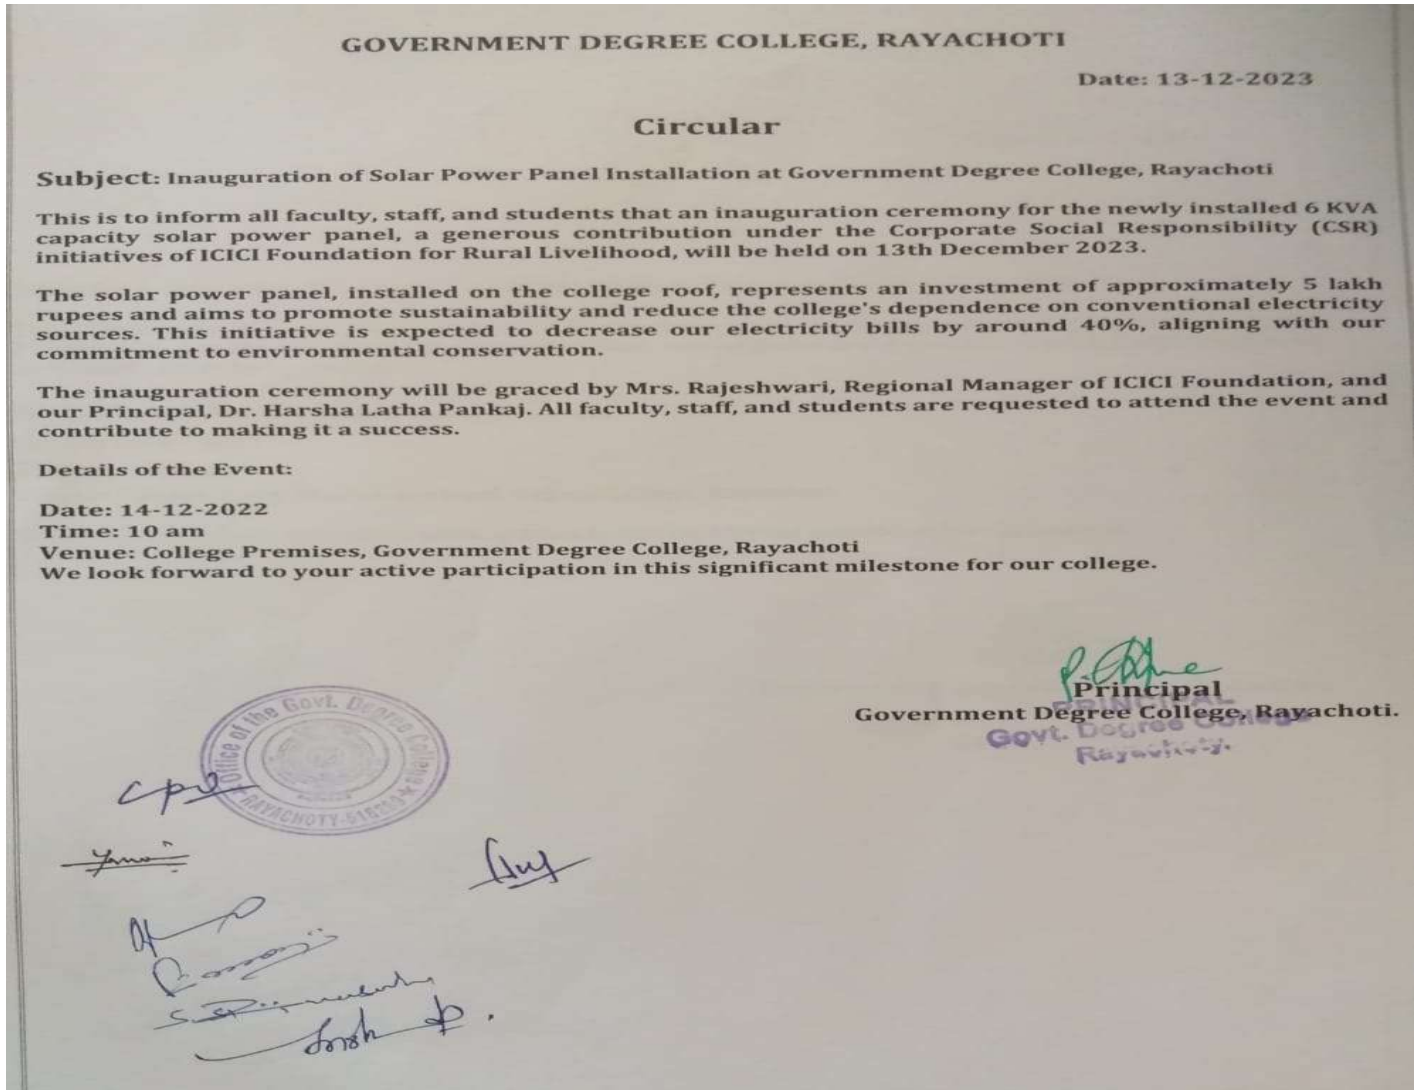 GOVERNMENT DEGREE COLLEGE, RAYACHOTI
Date: 13-12-2023
Circular
Subject: Inauguration of Solar Power Panel Installation at Government Degree College, Rayachoti
This is to inform all faculty, staff, and students that an inauguration ceremony for the newly installed 6 KVA
capacity solar power panel, a generous contribution under the Corporate Social Responsibility (CSR)
initiatives of ICICI Foundation for Rural Livelihood, will be held on 13th December 2023.
The solar power panel, installed on the college roof, represents an investment of approximately 5 lakh
rupees and aims to promote sustainability and reduce the college's dependence on conventional electricity
sources. This initiative is expected to decrease our electricity bills by around 40%, aligning with our
commitment to environmental conservation.
The inauguration ceremony will be graced by Mrs. Rajeshwari, Regional Manager of ICICI Foundation, and
our Principal, Dr. Harsha Latha Pankaj. All faculty, staff, and students are requested to attend the event and
contribute to making it a success.
Details of the Event:
Date: 14-12-2022
Time: 10 am
Venue: College Premises, Government Degree College, Rayachoti
We look forward to your active participation in this significant milestone for our college.
Principal
Government Degree College, Rayachoti.
PRINCIPAL
Govt. Degree College
Rayachoty.
Office of the Govt. Degree College
RAYACHOTY